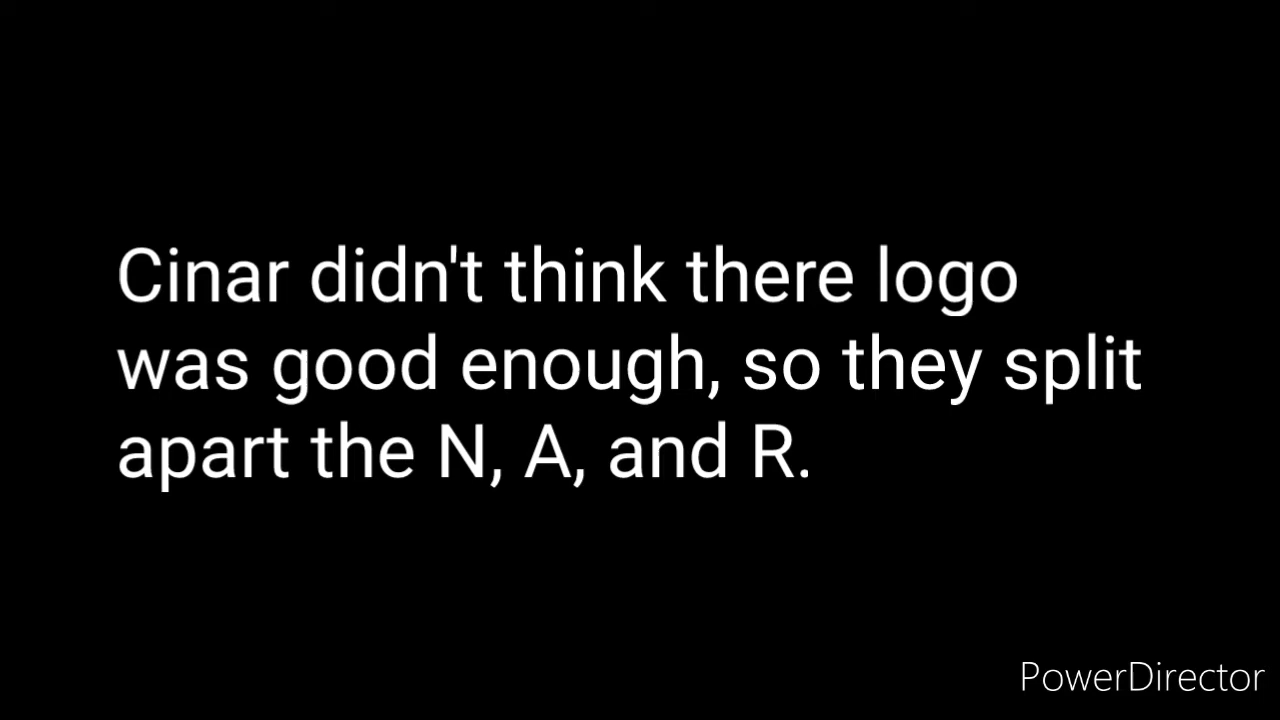 Cinar didn't think there logo
was good enough, so they split
apart the N, A, and R.
PowerDirector